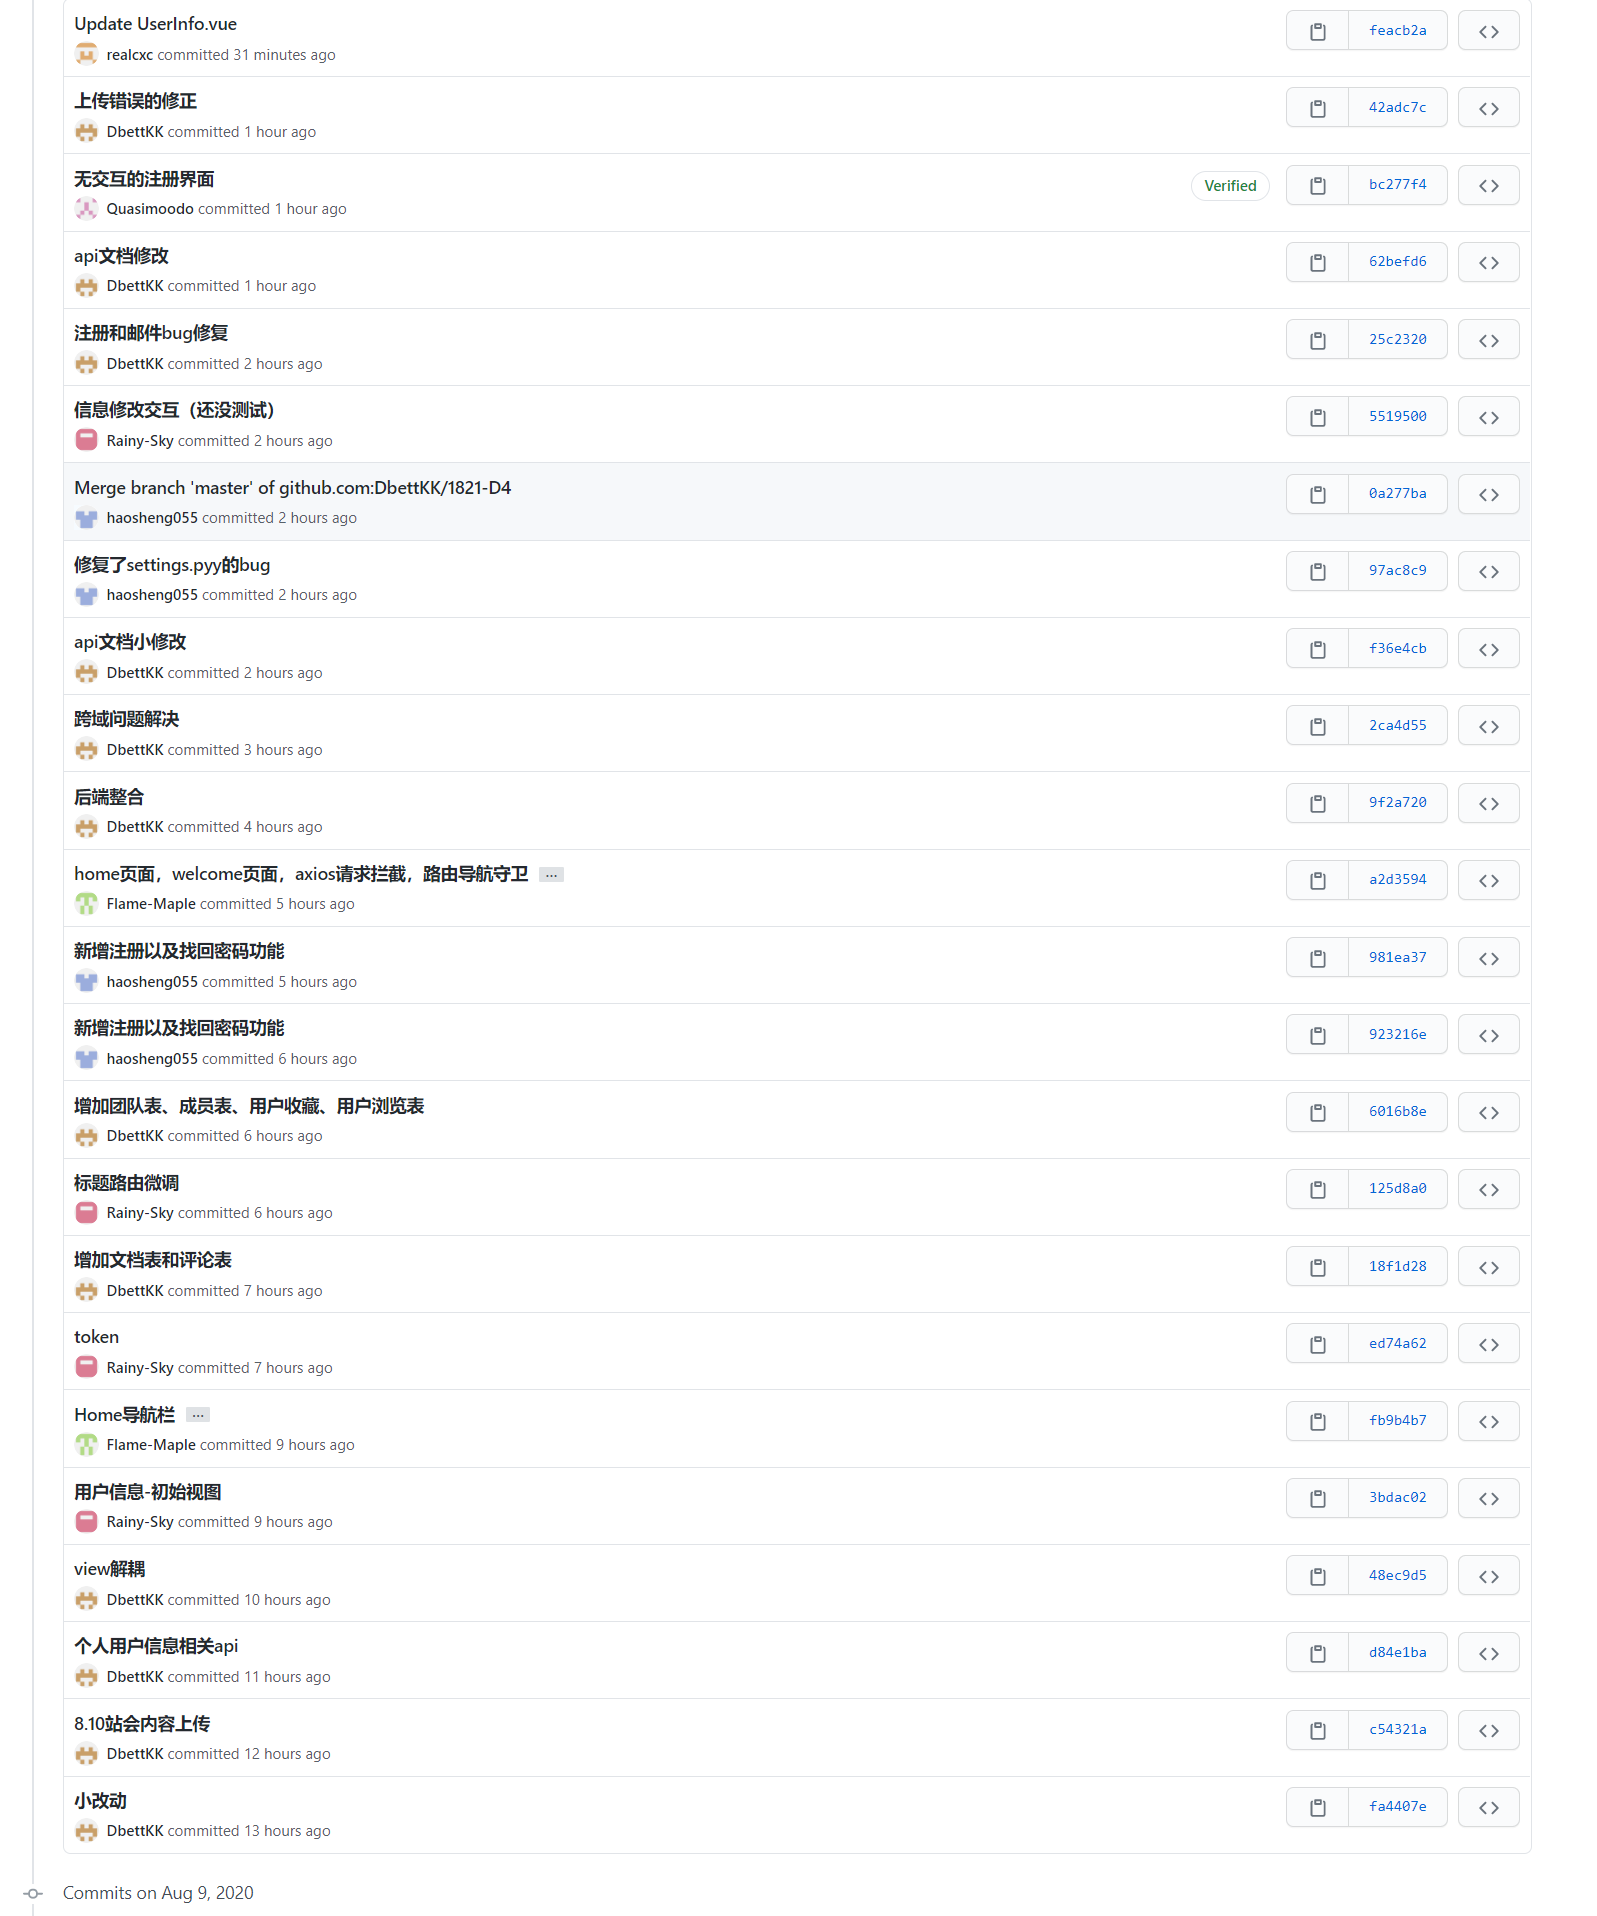 Update UserInfo.vue
feacb2a
realcxc committed 31 minutes ago
上传错误的修正
42adc7c
DbettKK committed 1 hour ago
无交互的注册界面
Verified
bc277f4
Quasimoodo committed 1 hour ago
api文档修改
62befd6
DbettKK committed 1 hour ago
注册和邮件bug修复
25c2320
DbettKK committed 2 hours ago
信息修改交互（还没测试）
5519500
Rainy-Sky committed 2 hours ago
Merge branch 'master' of github.com:DbettKK/1821-D4
0a277ba
haosheng055 committed 2 hours ago
修复了settings.pyy的bug
97ac8c9
haosheng055 committed 2 hours ago
api文档小修改
f36e4cb
DbettKK committed 2 hours ago
跨域问题解决
2ca4d55
DbettKK committed 3 hours ago
后端整合
9f2a720
DbettKK committed 4 hours ago
home页面，welcome页面，axios请求拦截，路由导航守卫 …
a2d3594
Flame-Maple committed 5 hours ago
新增注册以及找回密码功能
981ea37
haosheng055 committed 5 hours ago
新增注册以及找回密码功能
923216e
haosheng055 committed 6 hours ago
增加团队表、成员表、用户收藏、用户浏览表
6016b8e
DbettKK committed 6 hours ago
标题路由微调
125d8a0
Rainy-Sky committed 6 hours ago
增加文档表和评论表
18f1d28
DbettKK committed 7 hours ago
token
ed74a62
Rainy-Sky committed 7 hours ago
Home导航栏 …
fb9b4b7
Flame-Maple committed 9 hours ago
用户信息-初始视图
3bdac02
Rainy-Sky committed 9 hours ago
view解耦
48ec9d5
DbettKK committed 10 hours ago
个人用户信息相关api
d84e1ba
DbettKK committed 11 hours ago
8.10站会内容上传
c54321a
DbettKK committed 12 hours ago
小改动
fa4407e
DbettKK committed 13 hours ago
Commits on Aug 9, 2020